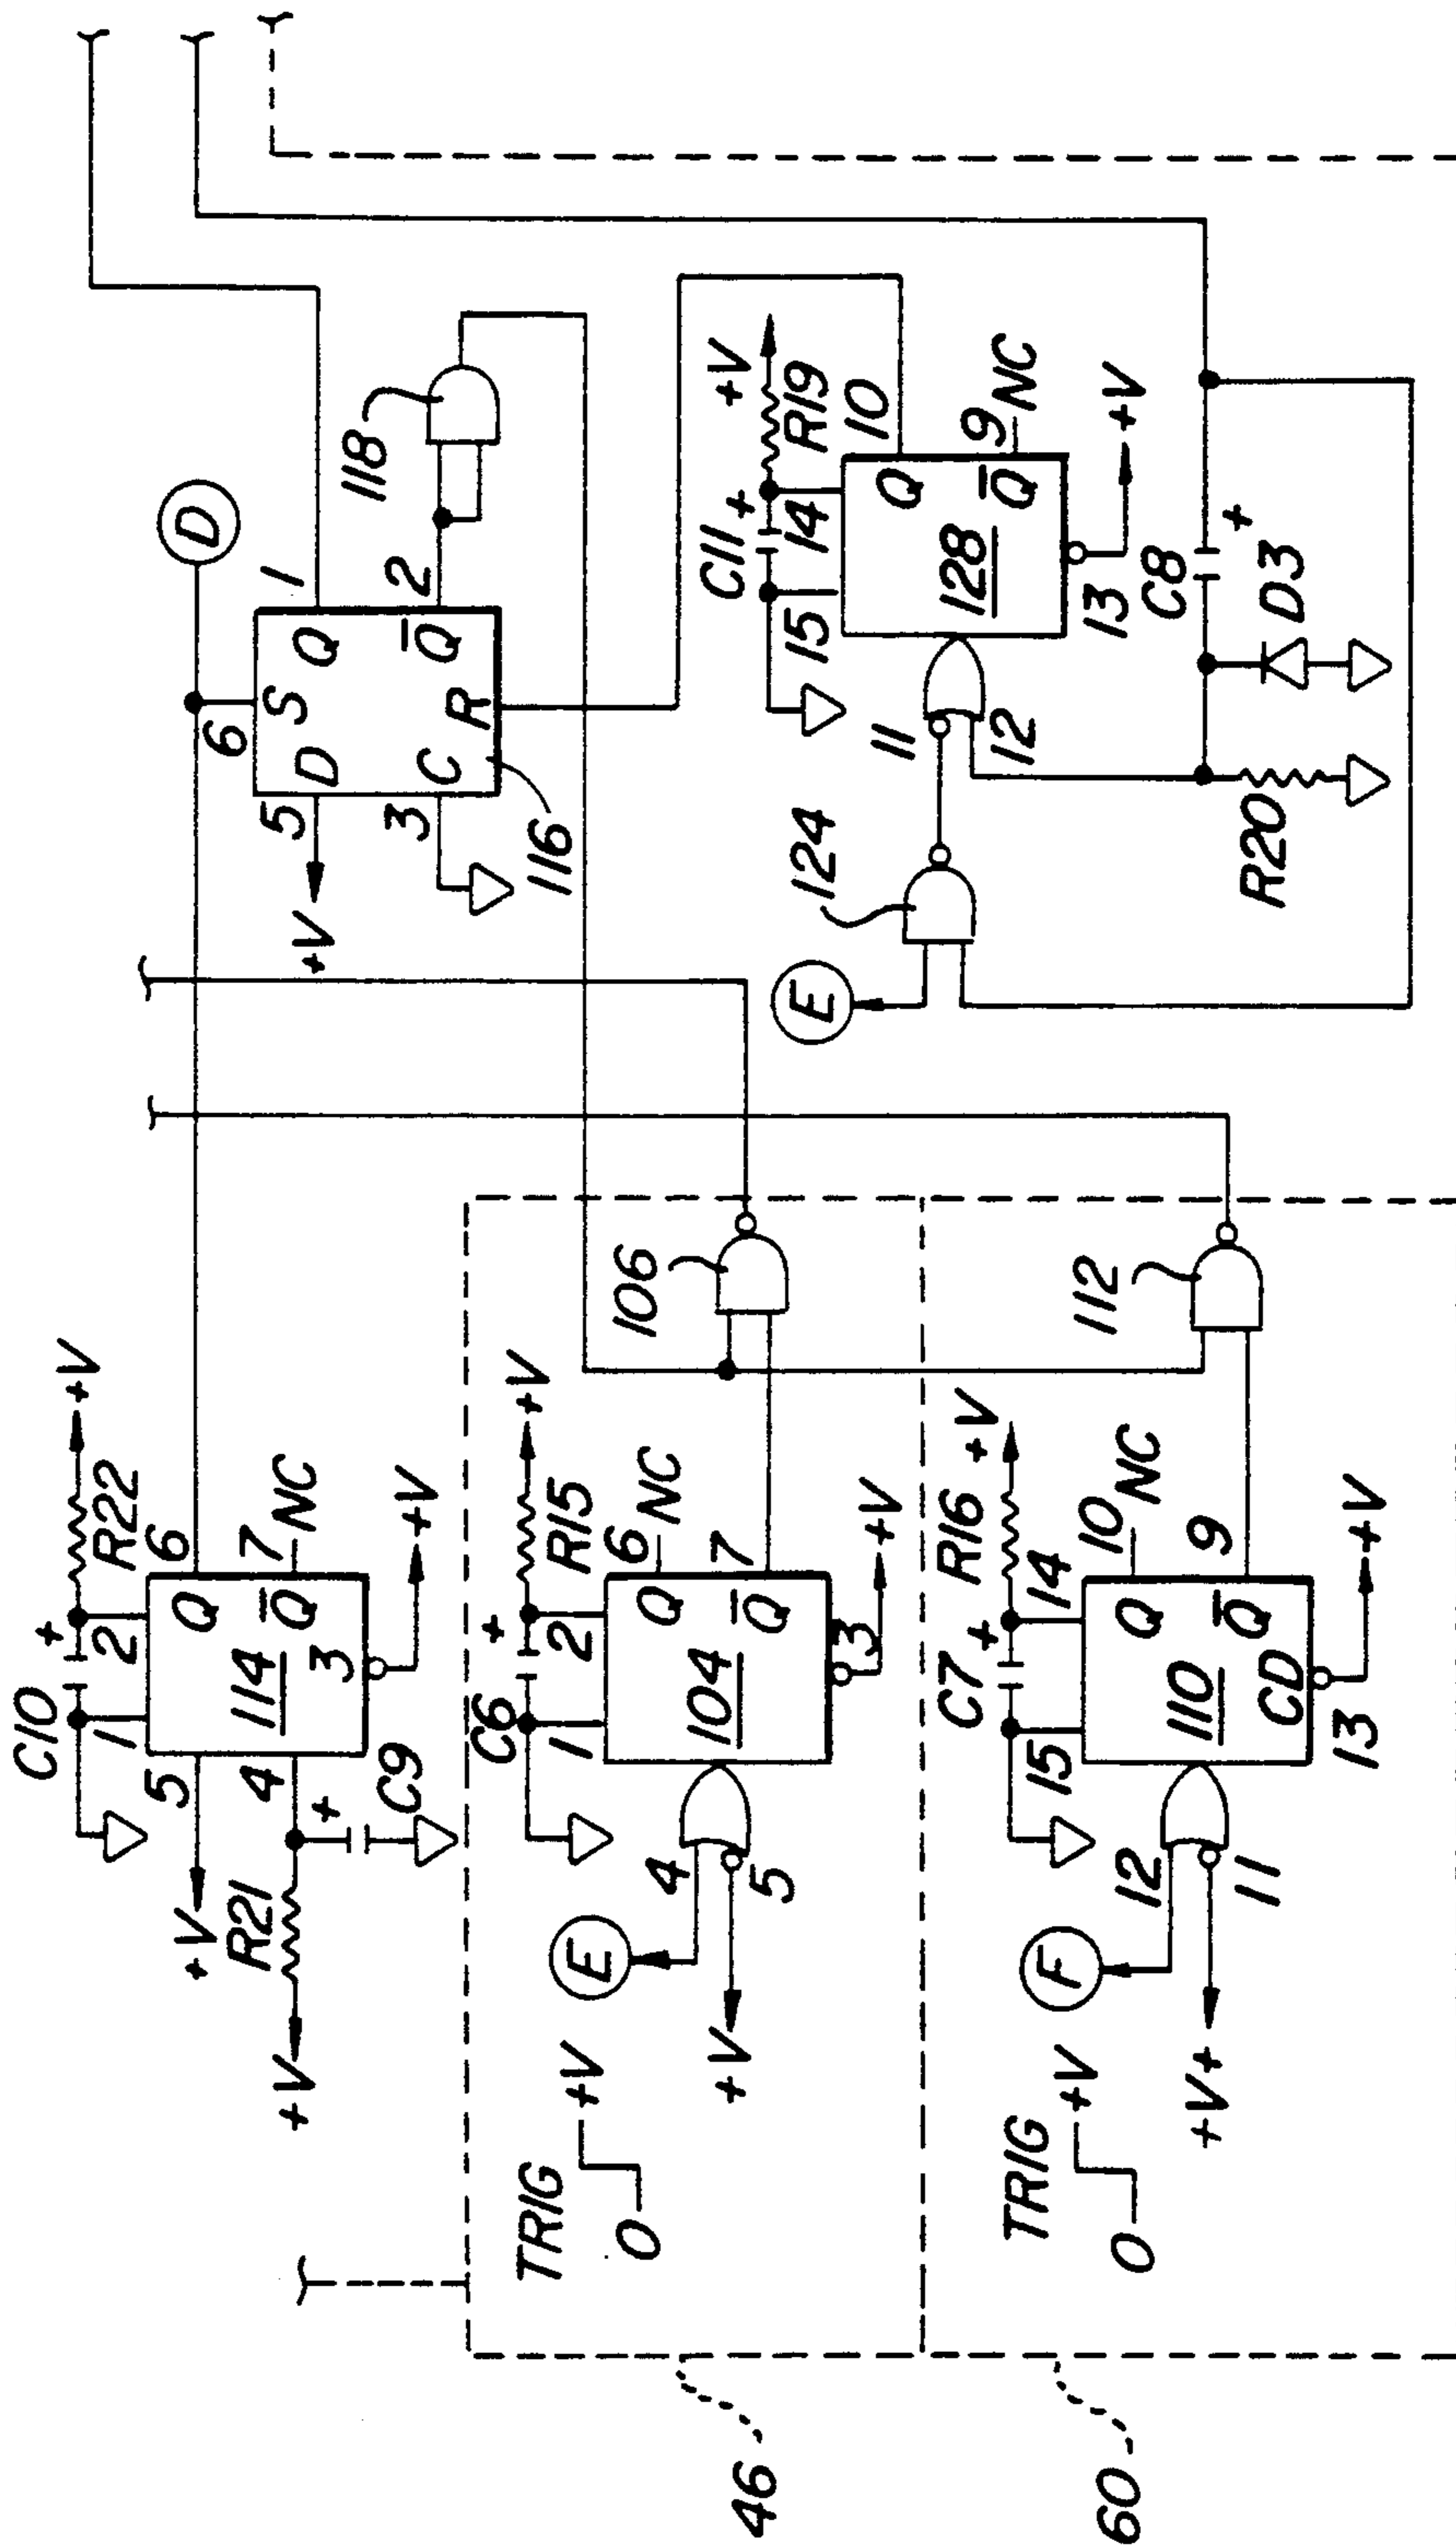 C10
+
R22
+V
1
2
+V
5
Q
6
114
R21
4
Q
7
NC
+V
+
C9
3
+V
D
6
S
5
D
Q
1
+V
3
C
Q
2
R
116
118
46
TRIG
+V
O
E
4
+V
5
C6
+
R15
+V
1
2
Q
6
NC
104
Q
7
3
+V
106
60
TRIG
+V
O
F
12
+V+
11
C7
+
R16
+V
15
14
Q
10
NC
110
Q
9
CD
13
+V
112
E
124
11
12
C11
+
R19
+V
15
14
Q
10
128
Q
9
NC
13
+V
C8
+
D3
R20